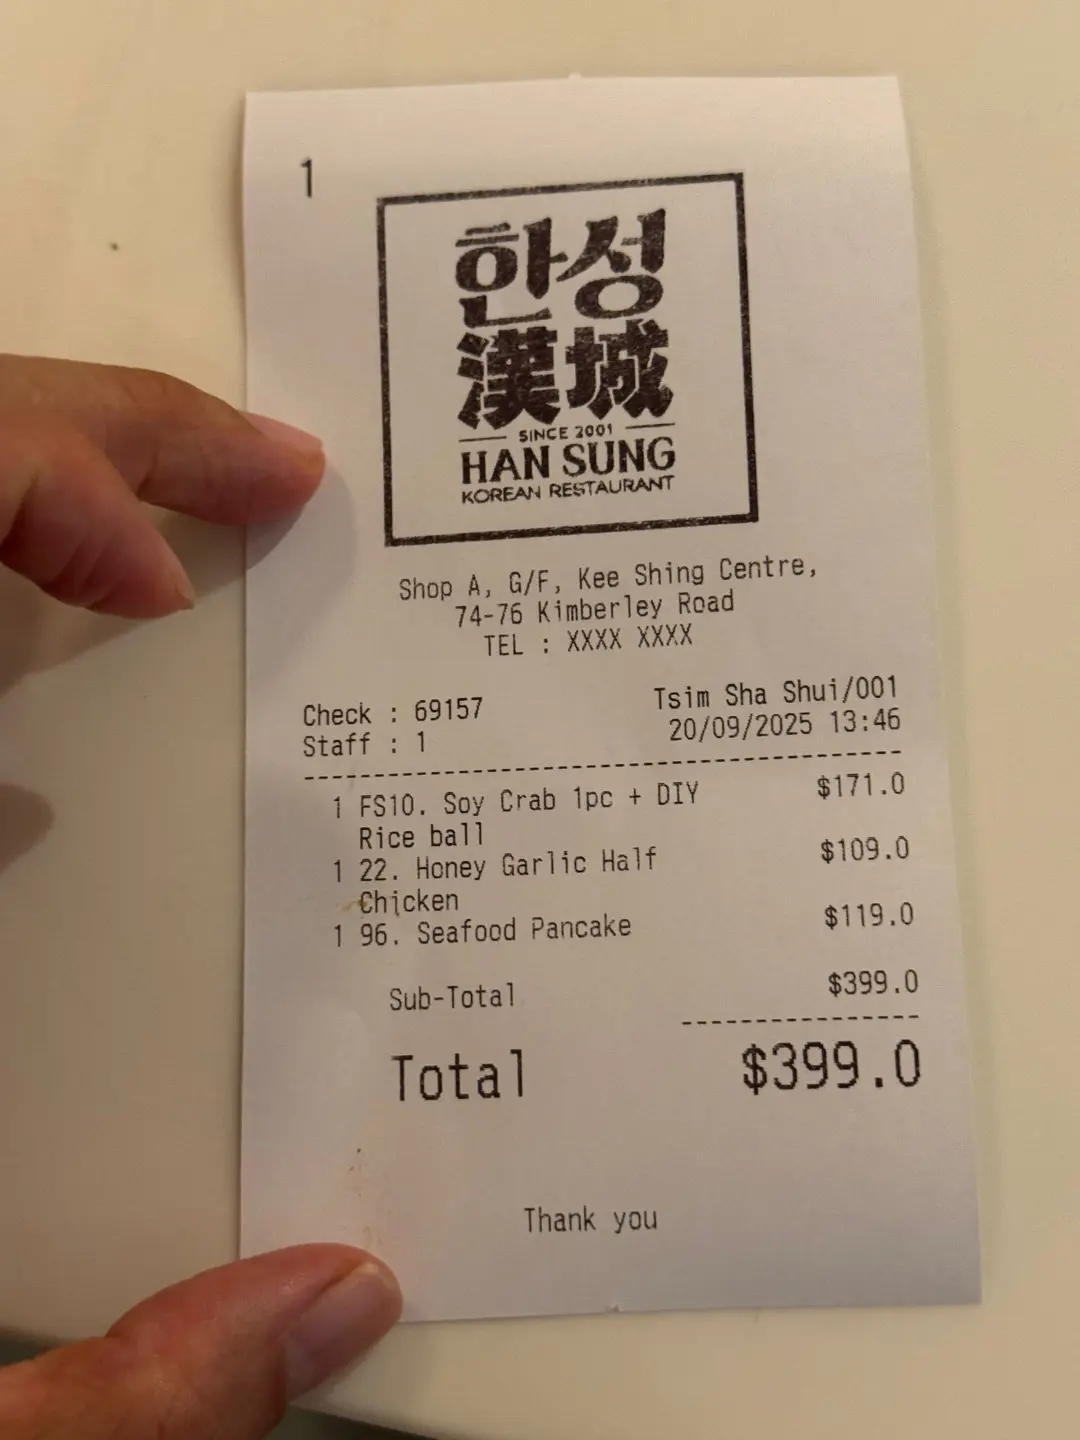 1
한성
漢城
SINCE 2001
HAN SUNG
KOREAN RESTAURANT
Shop A, G/F, Kee Shing Centre,
74-76 Kimberley Road
TEL : XXXX XXXX
Check : 69157 Tsim Sha Shui/001
Staff : 1 20/09/2025 13:46
1 FS10. Soy Crab 1pc + DIY $171.0
Rice ball
1 22. Honey Garlic Half $109.0
Chicken
1 96. Seafood Pancake $119.0
Sub-Total $399.0
Total $399.0
Thank you